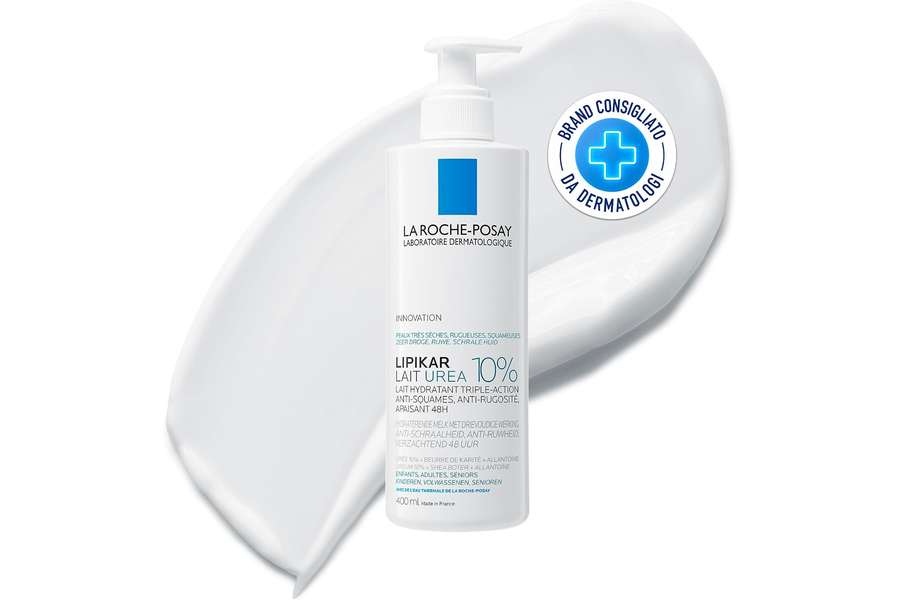 LA ROCHE-POSAY
LABORATOIRE DERMATOLOGIQUE
INNOVATION
PEAUX TRÈS SÈCHES, RUGUEUSES, SQUAMEUSES
ZEER DROGE, RUWE, SCHRALE HUID
LIPIKAR
LAIT UREA 10%
LAIT HYDRATANT TRIPLE-ACTION
ANTI-SQUAMES, ANTI-RUGOSITÉ,
APAISANT 48H
HYDRATERENDE MELK MET DRIEVOUDIGE WERKING
ANTI-SCHRAALHEID, ANTI-RUWHEID,
VERZACHTEND 48 UUR
URÉE 10% + BEURRE DE KARITÉ + ALLANTOÏNE
UREUM 10% + SHEA BOTER + ALLANTOINE
ENFANTS, ADULTES, SÉNIORS
KINDEREN, VOLWASSENEN, SENIOREN
AVEC DE L'EAU THERMALE DE LA ROCHE-POSAY
400 ml Made in France
BRAND CONSIGLIATO
DA DERMATOLOGI